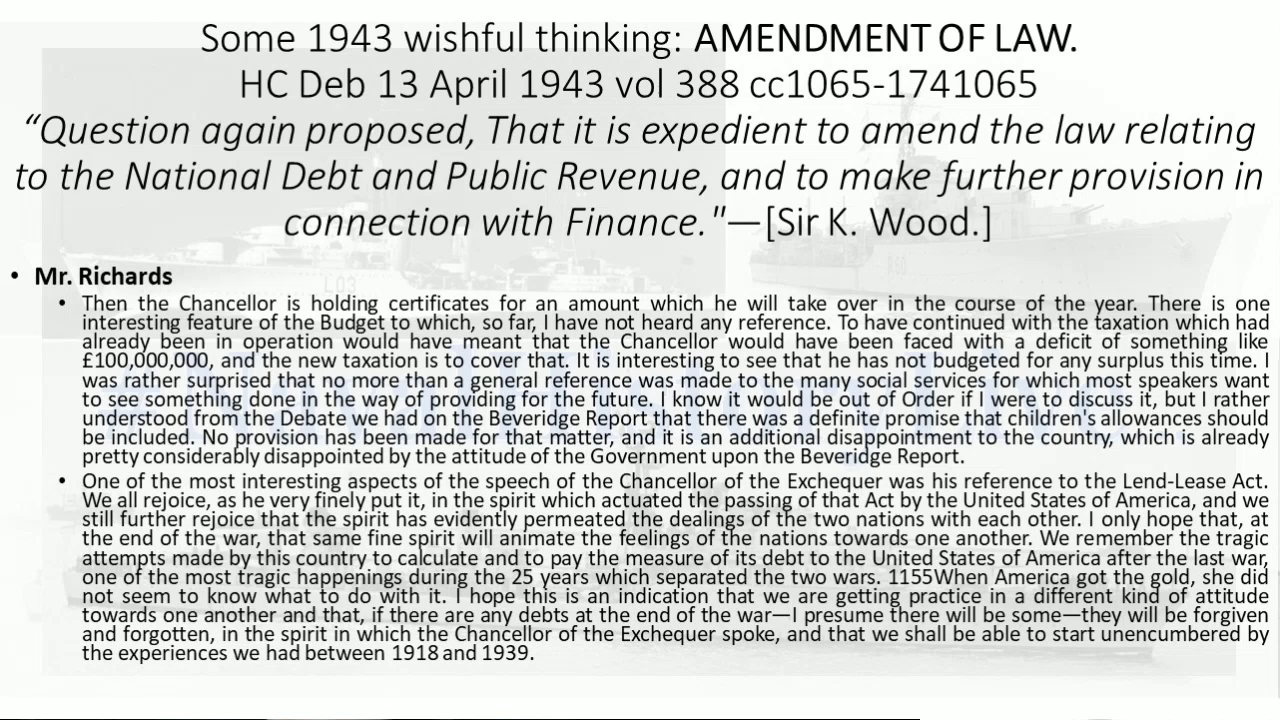 Some 1943 wishful thinking: AMENDMENT OF LAW.
HC Deb 13 April 1943 vol 388 cc1065-1741065
“Question again proposed, That it is expedient to amend the law relating
to the National Debt and Public Revenue, and to make further provision in
connection with Finance."—[Sir K. Wood.]
• Mr. Richards
• Then the Chancellor is holding certificates for an amount which he will take over in the course of the year. There is one
interesting feature of the Budget to which, so far, I have not heard any reference. To have continued with the taxation which had
already been in operation would have meant that the Chancellor would have been faced with a deficit of something like
£100,000,000, and the new taxation is to cover that. It is interesting to see that he has not budgeted for any surplus this time. I
was rather surprised that no more than a general reference was made to the many social services for which most speakers want
to see something done in the way of providing for the future. I know it would be out of Order if I were to discuss it, but I rather
understood from the Debate we had on the Beveridge Report that there was a definite promise that children's allowances should
be included. No provision has been made for that matter, and it is an additional disappointment to the country, which is already
pretty considerably disappointed by the attitude of the Government upon the Beveridge Report.
• One of the most interesting aspects of the speech of the Chancellor of the Exchequer was his reference to the Lend-Lease Act.
We all rejoice, as he very finely put it, in the spirit which actuated the passing of that Act by the United States of America, and we
still further rejoice that the spirit has evidently permeated the dealings of the two nations with each other. I only hope that, at
the end of the war, that same fine spirit will animate the feelings of the nations towards one another. We remember the tragic
attempts made by this country to calculate and to pay the measure of its debt to the United States of America after the last war,
one of the most tragic happenings during the 25 years which separated the two wars. 1155When America got the gold, she did
not seem to know what to do with it. I hope this is an indication that we are getting practice in a different kind of attitude
towards one another and that, if there are any debts at the end of the war—I presume there will be some—they will be forgiven
and forgotten, in the spirit in which the Chancellor of the Exchequer spoke, and that we shall be able to start unencumbered by
the experiences we had between 1918 and 1939.
L03
R60